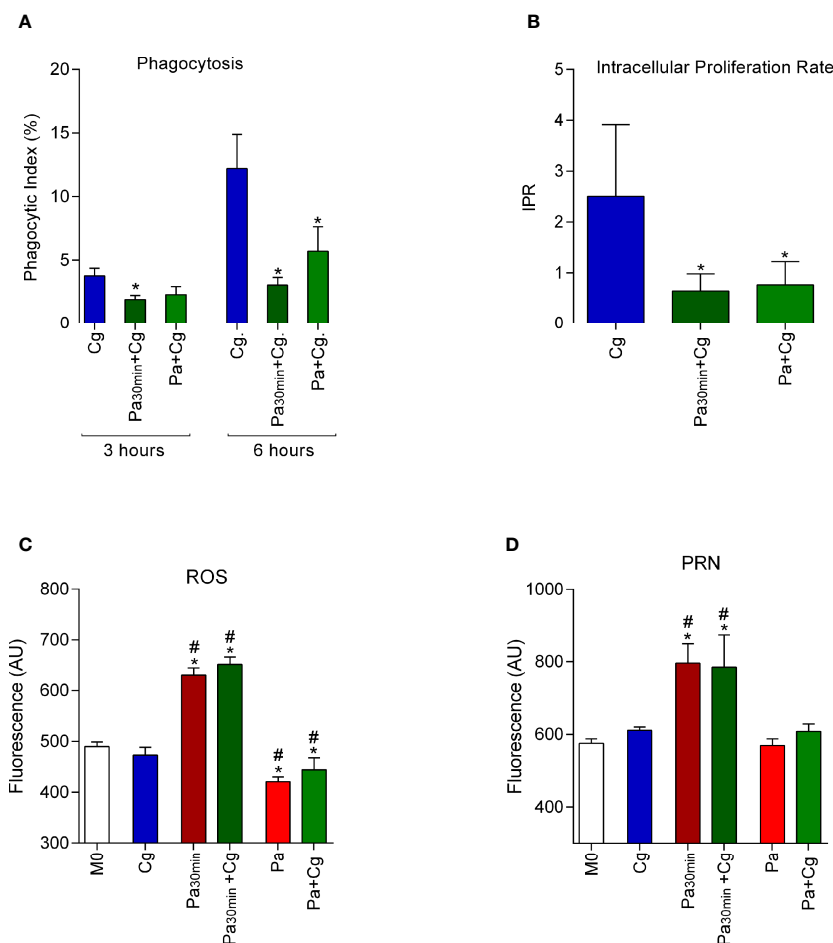 A
Phagocytosis
Phagocytic Index (%)
20
15
10
5
0
*
*
*
Cg
Pa30min+Cg
Pa+Cg
Cg.
Pa30min+Cg.
Pa+Cg.
3 hours
6 hours
B
Intracellular Proliferation Rate
IPR
5
4
3
2
1
0
*
*
Cg
Pa30min+Cg
Pa+Cg
C
ROS
Fluorescence (AU)
800
700
600
500
400
300
#
*
#
*
#
*
#
*
M0
Cg
Pa30min
Pa30min +Cg
Pa
Pa+Cg
D
PRN
Fluorescence (AU)
1000
800
600
400
#
*
#
*
M0
Cg
Pa30min
Pa30min +Cg
Pa
Pa+Cg